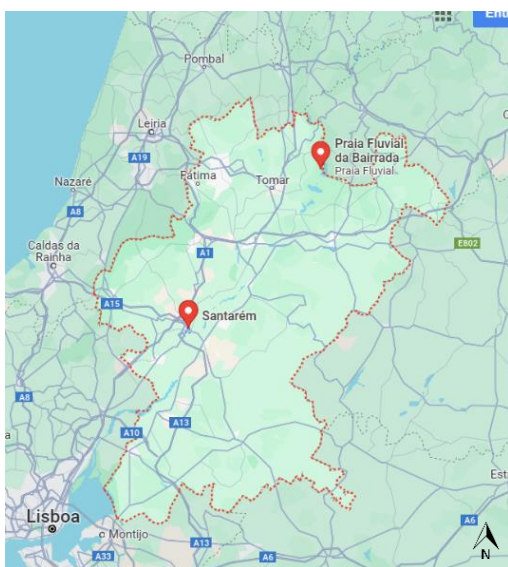 Pombal
Leiria
A19
Praia Fluvial
da Bairrada
Praia Fluvial
Fátima
Tomar
Nazaré
A8
Caldas da
Rainha
A1
E802
A15
Santarém
A8
A13
A10
Lisboa
Montijo
A13
A33
A6
A6
N